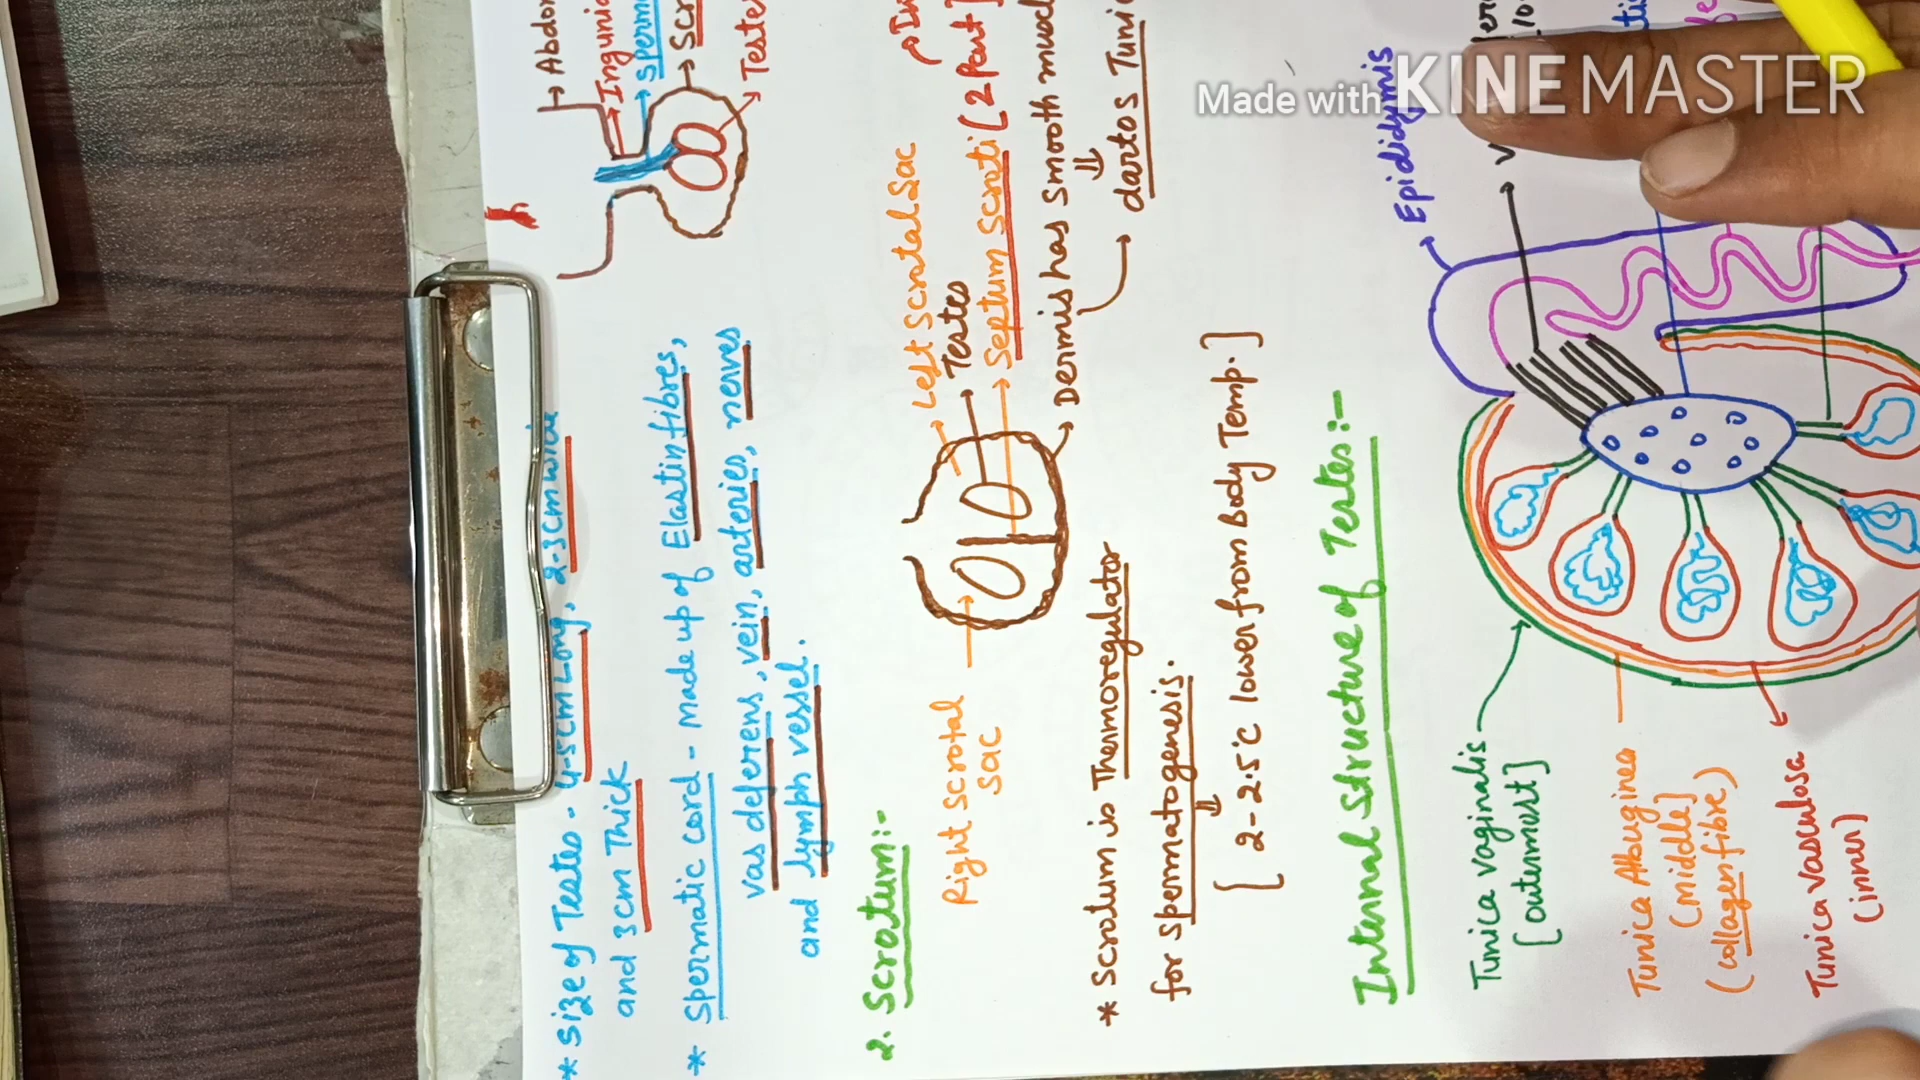 → Abdom
→ Inguni
→ sperm
→ Scr
Testes
* Size of Testes - 4-5cm Long, 2-3cm wide
and 3cm Thick
* Spermatic cord - made up of Elastin fibres,
vas deferens, vein, arteries, nerves
and lymph vessel.
2. Scrotum:-
Left Scrotal Sac
→ Testes
→ Septum Scroti [2 Part]
Dermis has smooth muscl
⇓
dartos Tunic
Right Scrotal
Sac
* Scrotum is Thermoregulator
for spermatogenesis.
⇓
[2-2.5°C lower from Body Temp.]
Internal Structure of Testes:-
Epididymis
Tunica vaginalis
[outermost]
Tunica Albuginea
(middle]
(collagen fibre)
Tunica vasculosa
(inner)
Made with KINEMASTER